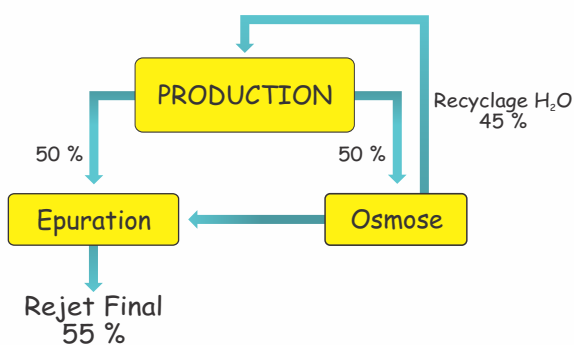 PRODUCTION
Recyclage H₂O
45 %
50 %
50 %
Epuration
Osmose
Rejet Final
55 %